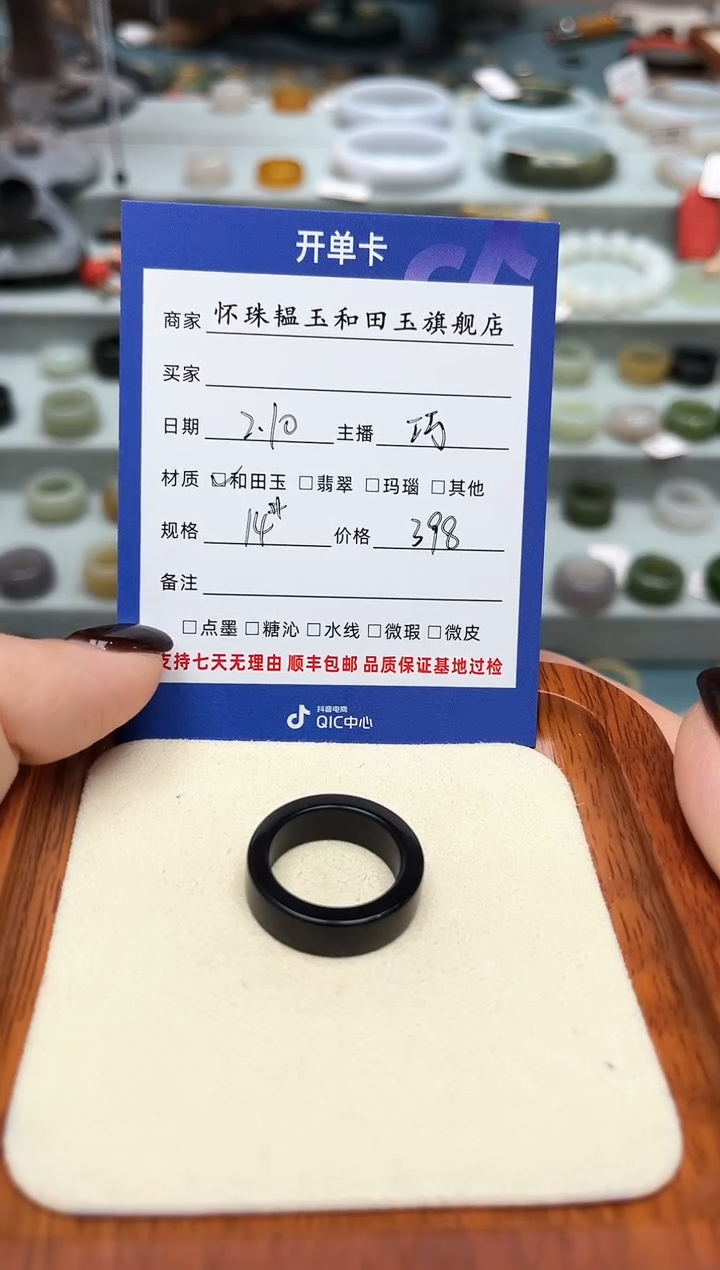 开单卡
商家 怀珠韫玉和田玉旗舰店
买家
日期 2.10 主播 巧
材质 ☑和田玉 □翡翠 □玛瑙 □其他
规格 14 价格 398
备注
□点墨 □糖沁 □水线 □微瑕 □微皮
支持七天无理由 顺丰包邮 品质保证基地过检
抖音电商
QIC中心